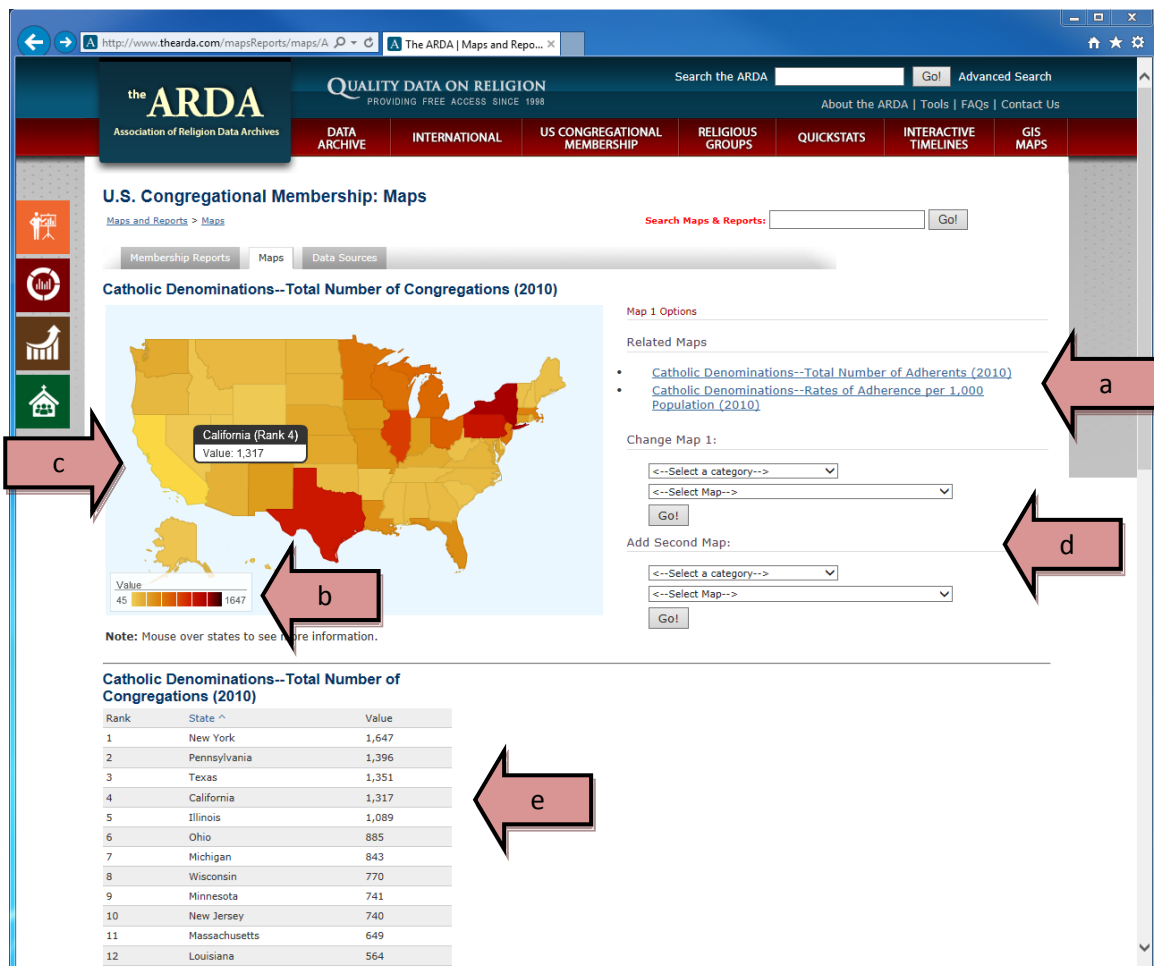 http://www.thearda.com/mapsReports/maps/A
The ARDA | Maps and Repo...
the ARDA
Association of Religion Data Archives
QUALITY DATA ON RELIGION
PROVIDING FREE ACCESS SINCE 1998
Search the ARDA
Go!
Advanced Search
About the ARDA | Tools | FAQs | Contact Us
DATA ARCHIVE
INTERNATIONAL
US CONGREGATIONAL MEMBERSHIP
RELIGIOUS GROUPS
QUICKSTATS
INTERACTIVE TIMELINES
GIS MAPS
U.S. Congregational Membership: Maps
Maps and Reports > Maps
Search Maps & Reports:
Go!
Membership Reports
Maps
Data Sources
Catholic Denominations--Total Number of Congregations (2010)
California (Rank 4)
Value: 1,317
c
Value
45
1647
b
Note: Mouse over states to see more information.
Map 1 Options
Related Maps
• Catholic Denominations--Total Number of Adherents (2010)
• Catholic Denominations--Rates of Adherence per 1,000
Population (2010)
a
Change Map 1:
<--Select a category-->
<--Select Map-->
Go!
Add Second Map:
<--Select a category-->
<--Select Map-->
Go!
d
Catholic Denominations--Total Number of
Congregations (2010)
Rank State ^ Value
1 New York 1,647
2 Pennsylvania 1,396
3 Texas 1,351
4 California 1,317
5 Illinois 1,089
6 Ohio 885
7 Michigan 843
8 Wisconsin 770
9 Minnesota 741
10 New Jersey 740
11 Massachusetts 649
12 Louisiana 564
e